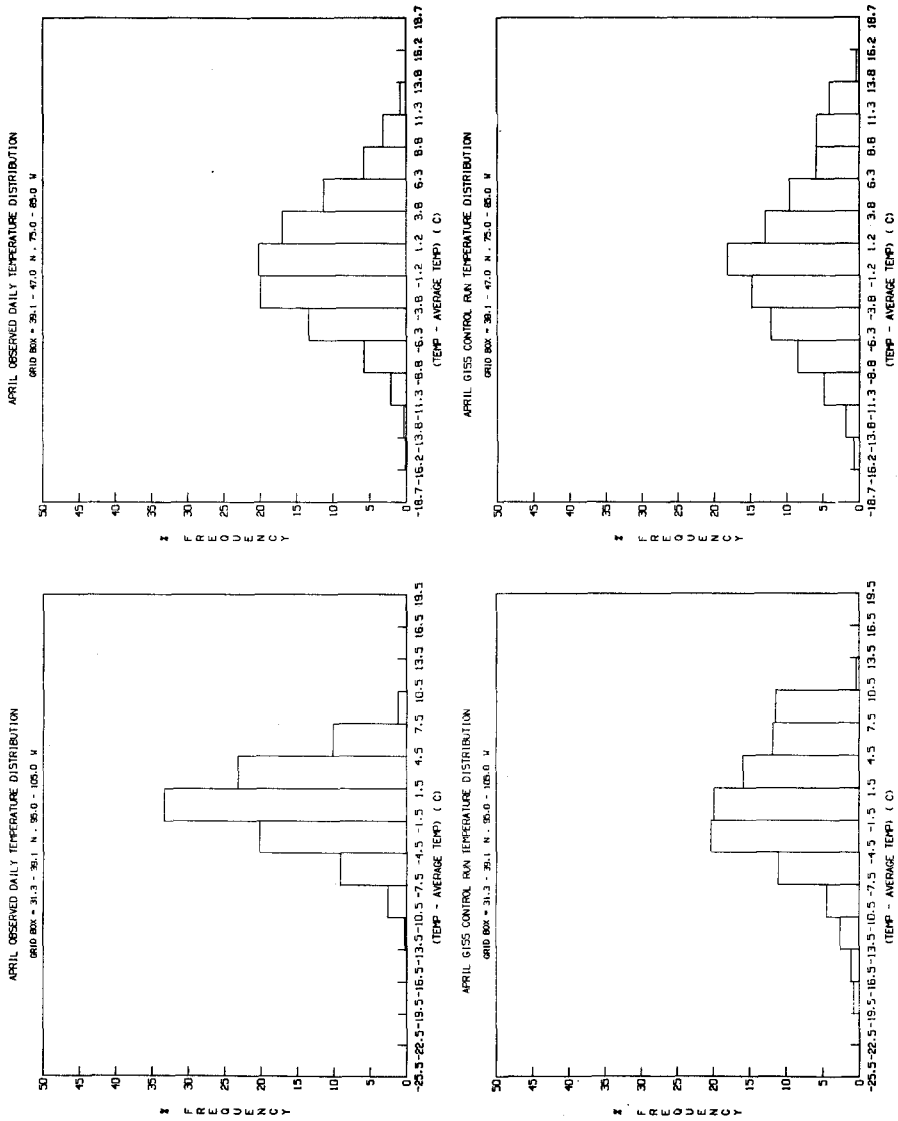 APRIL OBSERVED DAILY TEMPERATURE DISTRIBUTION
GRID BOX = 31.3 - 39.1 N , 95.0 - 105.0 W
% FREQUENCY
50
45
40
35
30
25
20
15
10
5
0
-25.5 -22.5 -19.5 -16.5 -13.5 -10.5 -7.5 -4.5 -1.5 1.5 4.5 7.5 10.5 13.5 16.5 19.5
(TEMP - AVERAGE TEMP) ( C)
APRIL OBSERVED DAILY TEMPERATURE DISTRIBUTION
GRID BOX = 39.1 - 47.0 N , 75.0 - 85.0 W
% FREQUENCY
50
45
40
35
30
25
20
15
10
5
0
-18.7 -16.2 -13.8 -11.3 -8.8 -6.3 -3.8 -1.2 1.2 3.8 6.3 8.8 11.3 13.8 16.2 18.7
(TEMP - AVERAGE TEMP) ( C)
APRIL GISS CONTROL RUN TEMPERATURE DISTRIBUTION
GRID BOX = 31.3 - 39.1 N , 95.0 - 105.0 W
% FREQUENCY
50
45
40
35
30
25
20
15
10
5
0
-25.5 -22.5 -19.5 -16.5 -13.5 -10.5 -7.5 -4.5 -1.5 1.5 4.5 7.5 10.5 13.5 16.5 19.5
(TEMP - AVERAGE TEMP) ( C)
APRIL GISS CONTROL RUN TEMPERATURE DISTRIBUTION
GRID BOX = 39.1 - 47.0 N , 75.0 - 85.0 W
% FREQUENCY
50
45
40
35
30
25
20
15
10
5
0
-18.7 -16.2 -13.8 -11.3 -8.8 -6.3 -3.8 -1.2 1.2 3.8 6.3 8.8 11.3 13.8 16.2 18.7
(TEMP - AVERAGE TEMP) ( C)